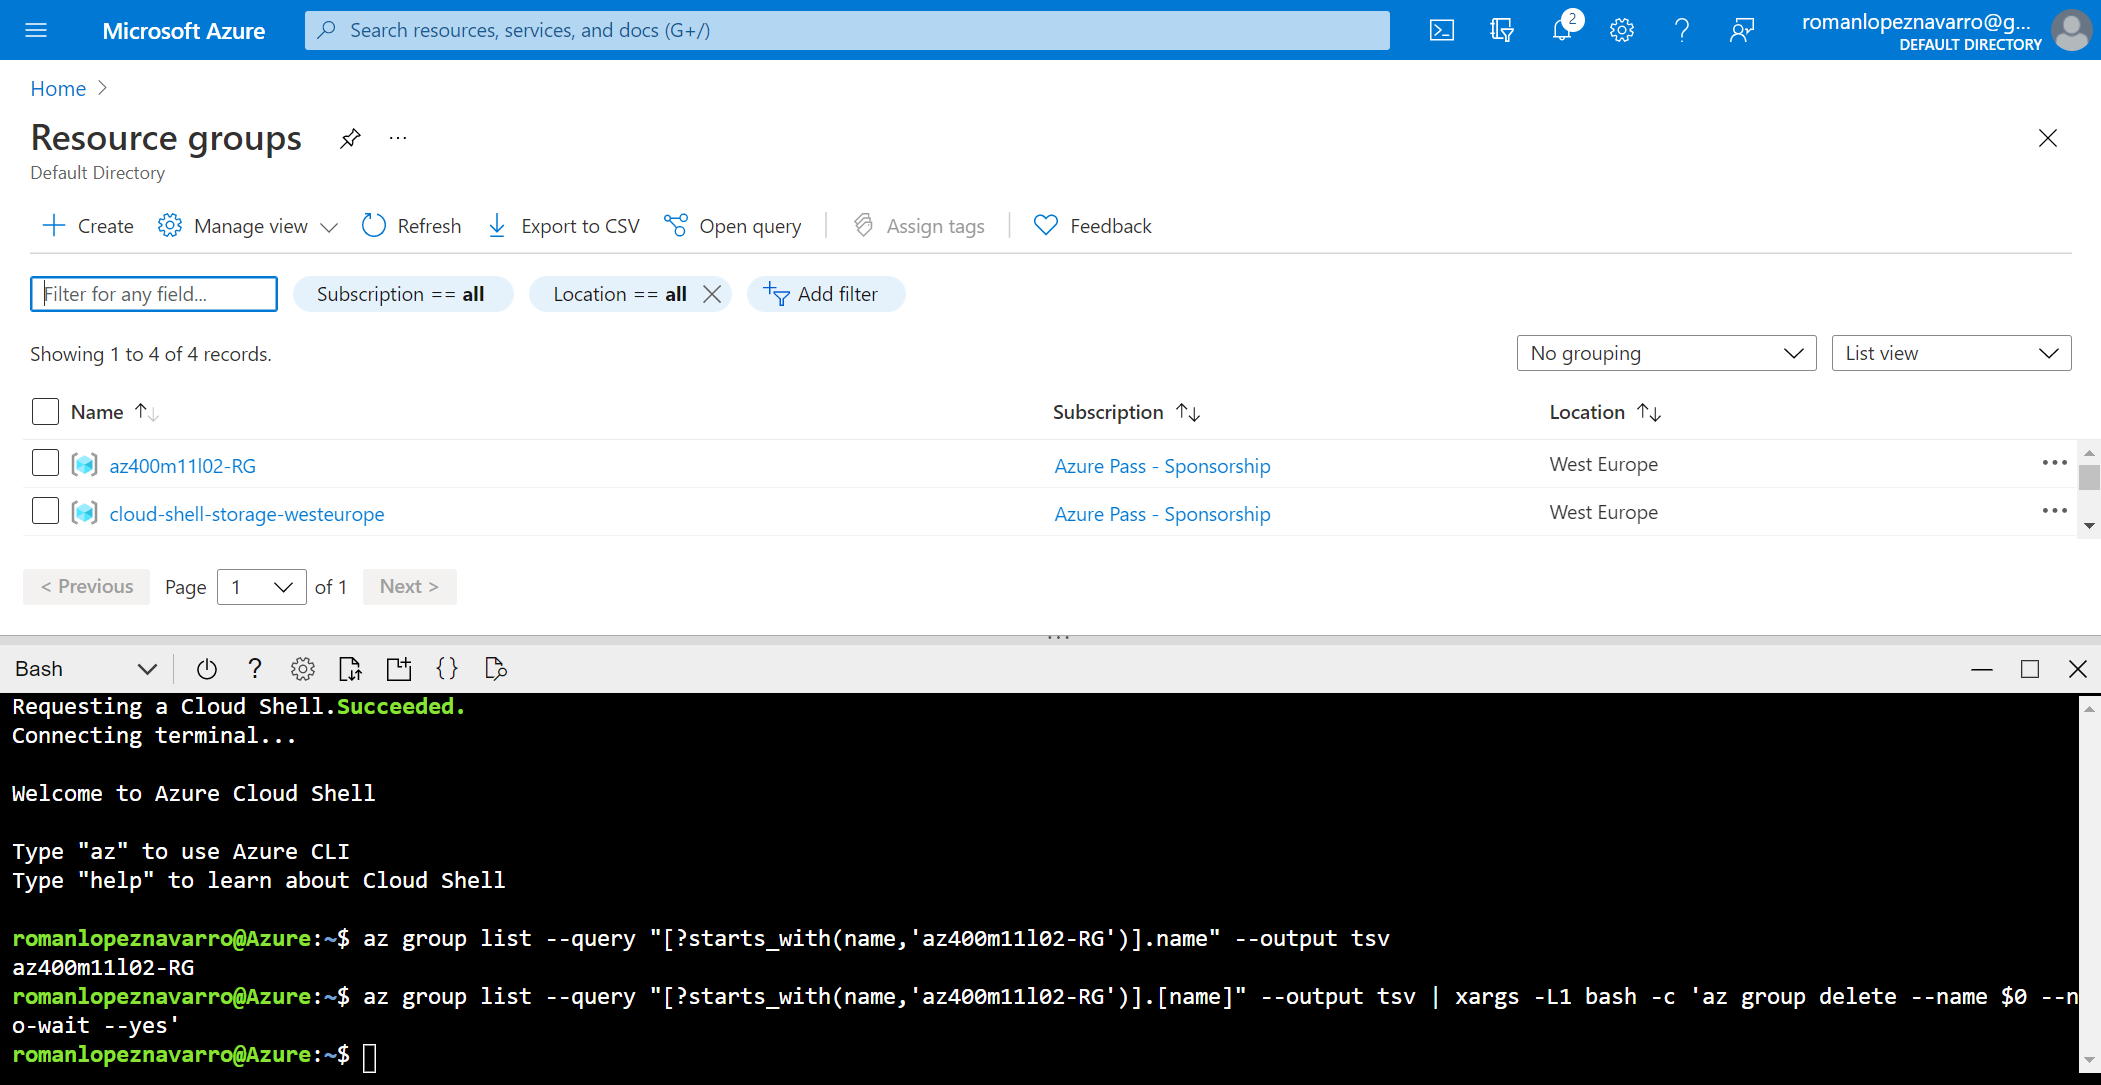 Microsoft Azure
Search resources, services, and docs (G+/)
2
romanlopeznavarro@g...
DEFAULT DIRECTORY
Home
Resource groups
...
Default Directory
Create
Manage view
Refresh
Export to CSV
Open query
Assign tags
Feedback
Filter for any field...
Subscription == all
Location == all
Add filter
Showing 1 to 4 of 4 records.
No grouping
List view
Name
Subscription
Location
az400m11l02-RG
Azure Pass - Sponsorship
West Europe
cloud-shell-storage-westeurope
Azure Pass - Sponsorship
West Europe
< Previous
Page
1
of 1
Next >
Bash
?
{}
Requesting a Cloud Shell.Succeeded.
Connecting terminal...
Welcome to Azure Cloud Shell
Type "az" to use Azure CLI
Type "help" to learn about Cloud Shell
romanlopeznavarro@Azure:~$ az group list --query "[?starts_with(name,'az400m11l02-RG')].name" --output tsv
az400m11l02-RG
romanlopeznavarro@Azure:~$ az group list --query "[?starts_with(name,'az400m11l02-RG')].[name]" --output tsv | xargs -L1 bash -c 'az group delete --name $0 --n
o-wait --yes'
romanlopeznavarro@Azure:~$